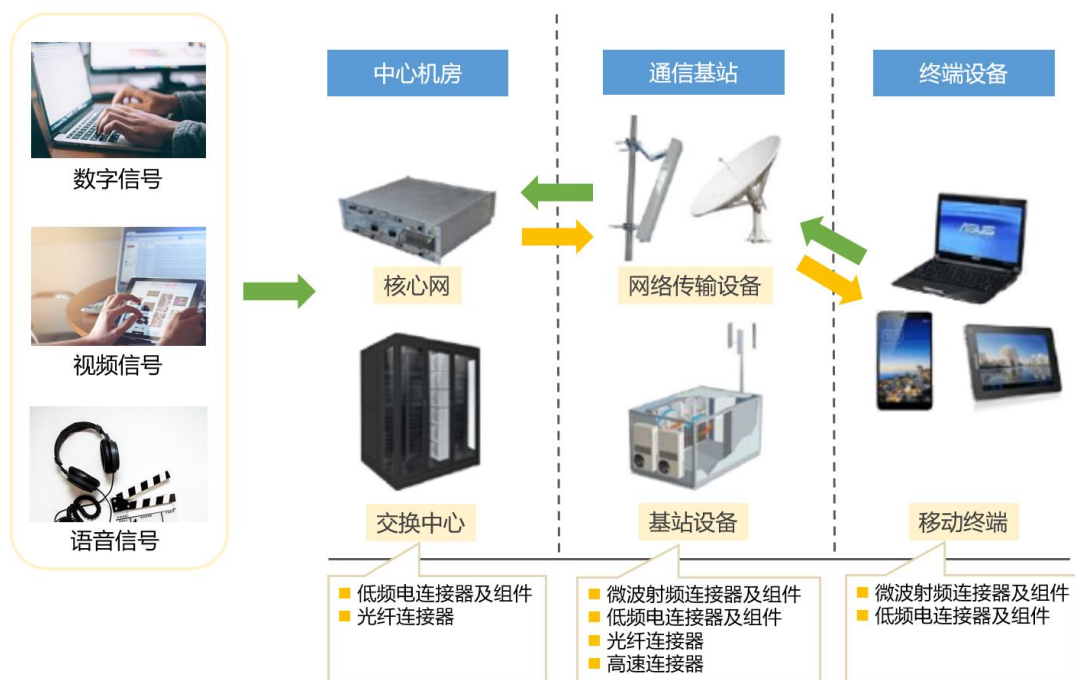 数字信号
视频信号
语音信号
中心机房
核心网
交换中心
低频电连接器及组件
光纤连接器
通信基站
网络传输设备
基站设备
微波射频连接器及组件
低频电连接器及组件
光纤连接器
高速连接器
终端设备
ASUS
移动终端
微波射频连接器及组件
低频电连接器及组件